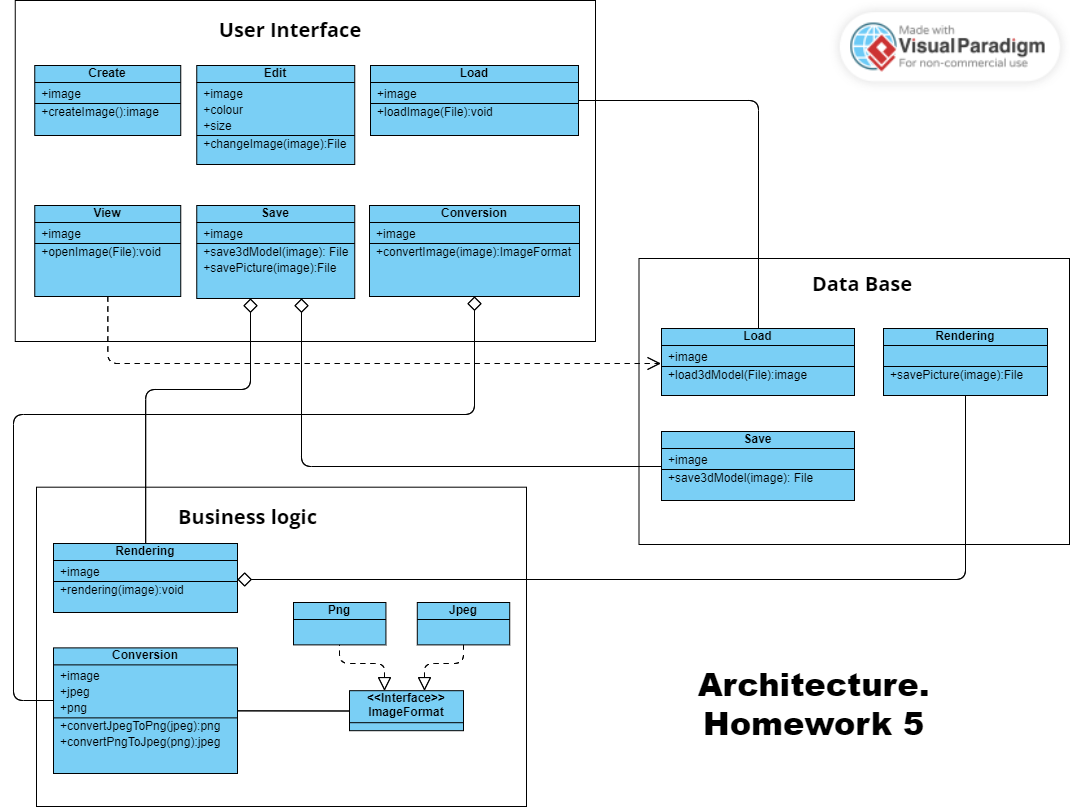 User Interface
Made with
Visual Paradigm
For non-commercial use
Create
+image
+createImage():image
Edit
+image
+colour
+size
+changeImage(image):File
Load
+image
+loadImage(File):void
View
+image
+openImage(File):void
Save
+image
+save3dModel(image): File
+savePicture(image):File
Conversion
+image
+convertImage(image):ImageFormat
Data Base
Load
+image
+load3dModel(File):image
Rendering
+savePicture(image):File
Save
+image
+save3dModel(image): File
Business logic
Rendering
+image
+rendering(image):void
Png
Jpeg
Conversion
+image
+jpeg
+png
+convertJpegToPng(jpeg):png
+convertPngToJpeg(png):jpeg
<<Interface>>
ImageFormat
Architecture.
Homework 5